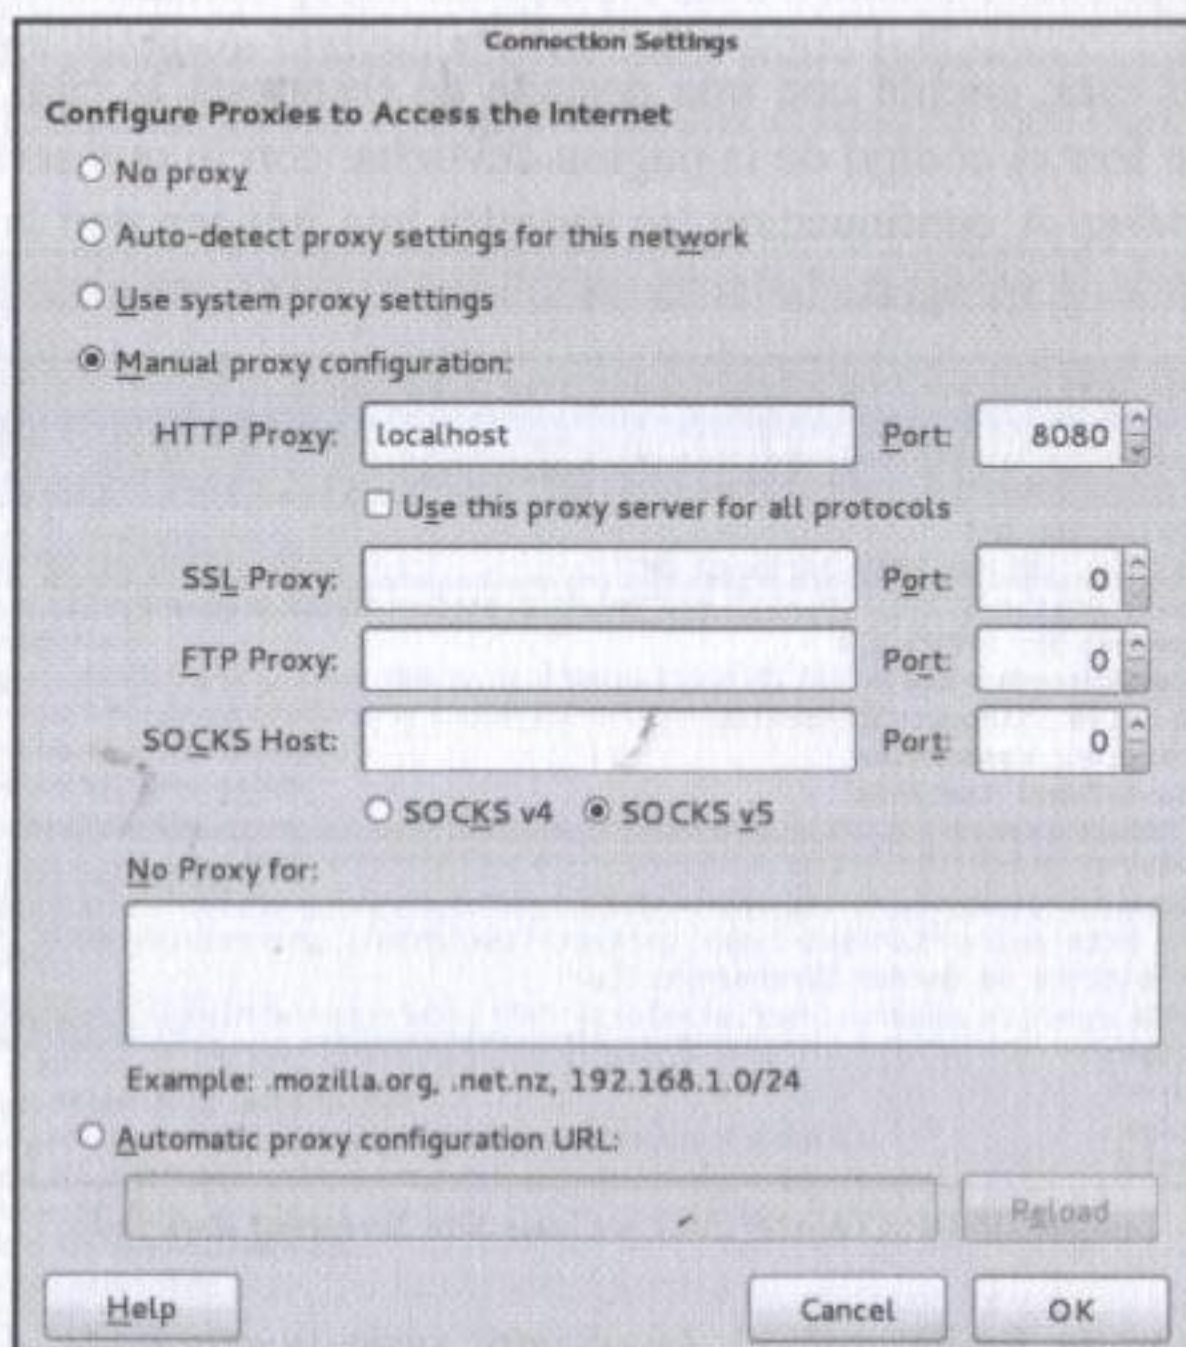 Connection Settings
Configure Proxies to Access the Internet
No proxy
Auto-detect proxy settings for this network
Use system proxy settings
Manual proxy configuration:
HTTP Proxy: localhost Port: 8080
Use this proxy server for all protocols
SSL Proxy: Port: 0
FTP Proxy: Port: 0
SOCKS Host: Port: 0
SOCKS v4 SOCKS v5
No Proxy for:
Example: .mozilla.org, .net.nz, 192.168.1.0/24
Automatic proxy configuration URL:
Reload
Help Cancel OK